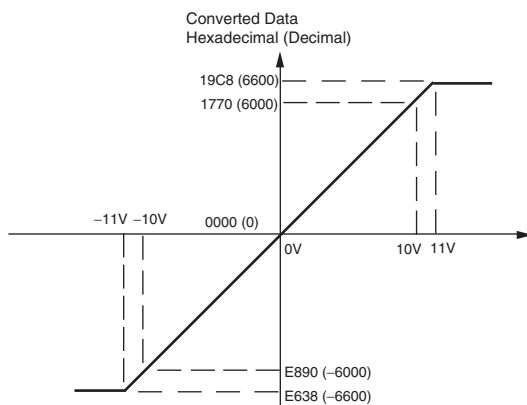 Converted Data
Hexadecimal (Decimal)
19C8 (6600)
1770 (6000)
−11V −10V
0000 (0)
0V
10V
11V
E890 (−6000)
E638 (−6600)